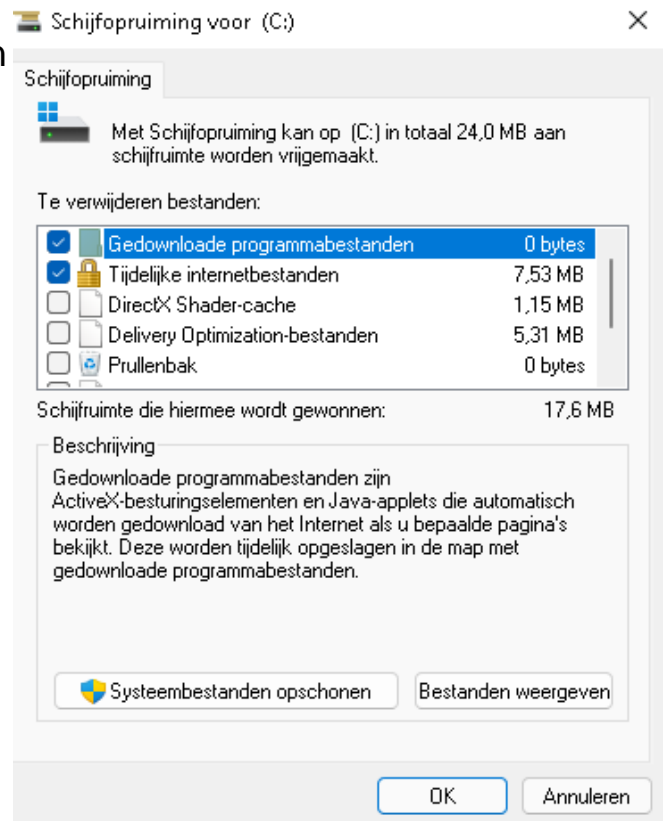 Schijfopruiming voor (C:)
n
Schijfopruiming
Met Schijfopruiming kan op (C:) in totaal 24,0 MB aan
schijfruimte worden vrijgemaakt.
Te verwijderen bestanden:
Gedownloade programmabestanden 0 bytes
Tijdelijke internetbestanden 7,53 MB
DirectX Shader-cache 1,15 MB
Delivery Optimization-bestanden 5,31 MB
Prullenbak 0 bytes
Schijfruimte die hiermee wordt gewonnen: 17,6 MB
Beschrijving
Gedownloade programmabestanden zijn
ActiveX-besturingselementen en Java-applets die automatisch
worden gedownload van het Internet als u bepaalde pagina's
bekijkt. Deze worden tijdelijk opgeslagen in de map met
gedownloade programmabestanden.
Systeembestanden opschonen Bestanden weergeven
OK Annuleren